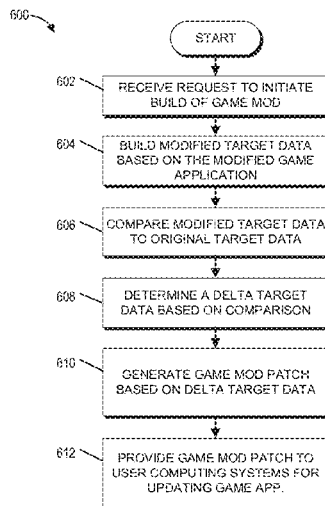 600
START
602
RECEIVE REQUEST TO INITIATE
BUILD OF GAME MOD
604
BUILD MODIFIED TARGET DATA
BASED ON THE MODIFIED GAME
APPLICATION
606
COMPARE MODIFIED TARGET DATA
TO ORIGINAL TARGET DATA
608
DETERMINE A DELTA TARGET
DATA BASED ON COMPARISON
610
GENERATE GAME MOD PATCH
BASED ON DELTA TARGET DATA
612
PROVIDE GAME MOD PATCH TO
USER COMPUTING SYSTEMS FOR
UPDATING GAME APP.